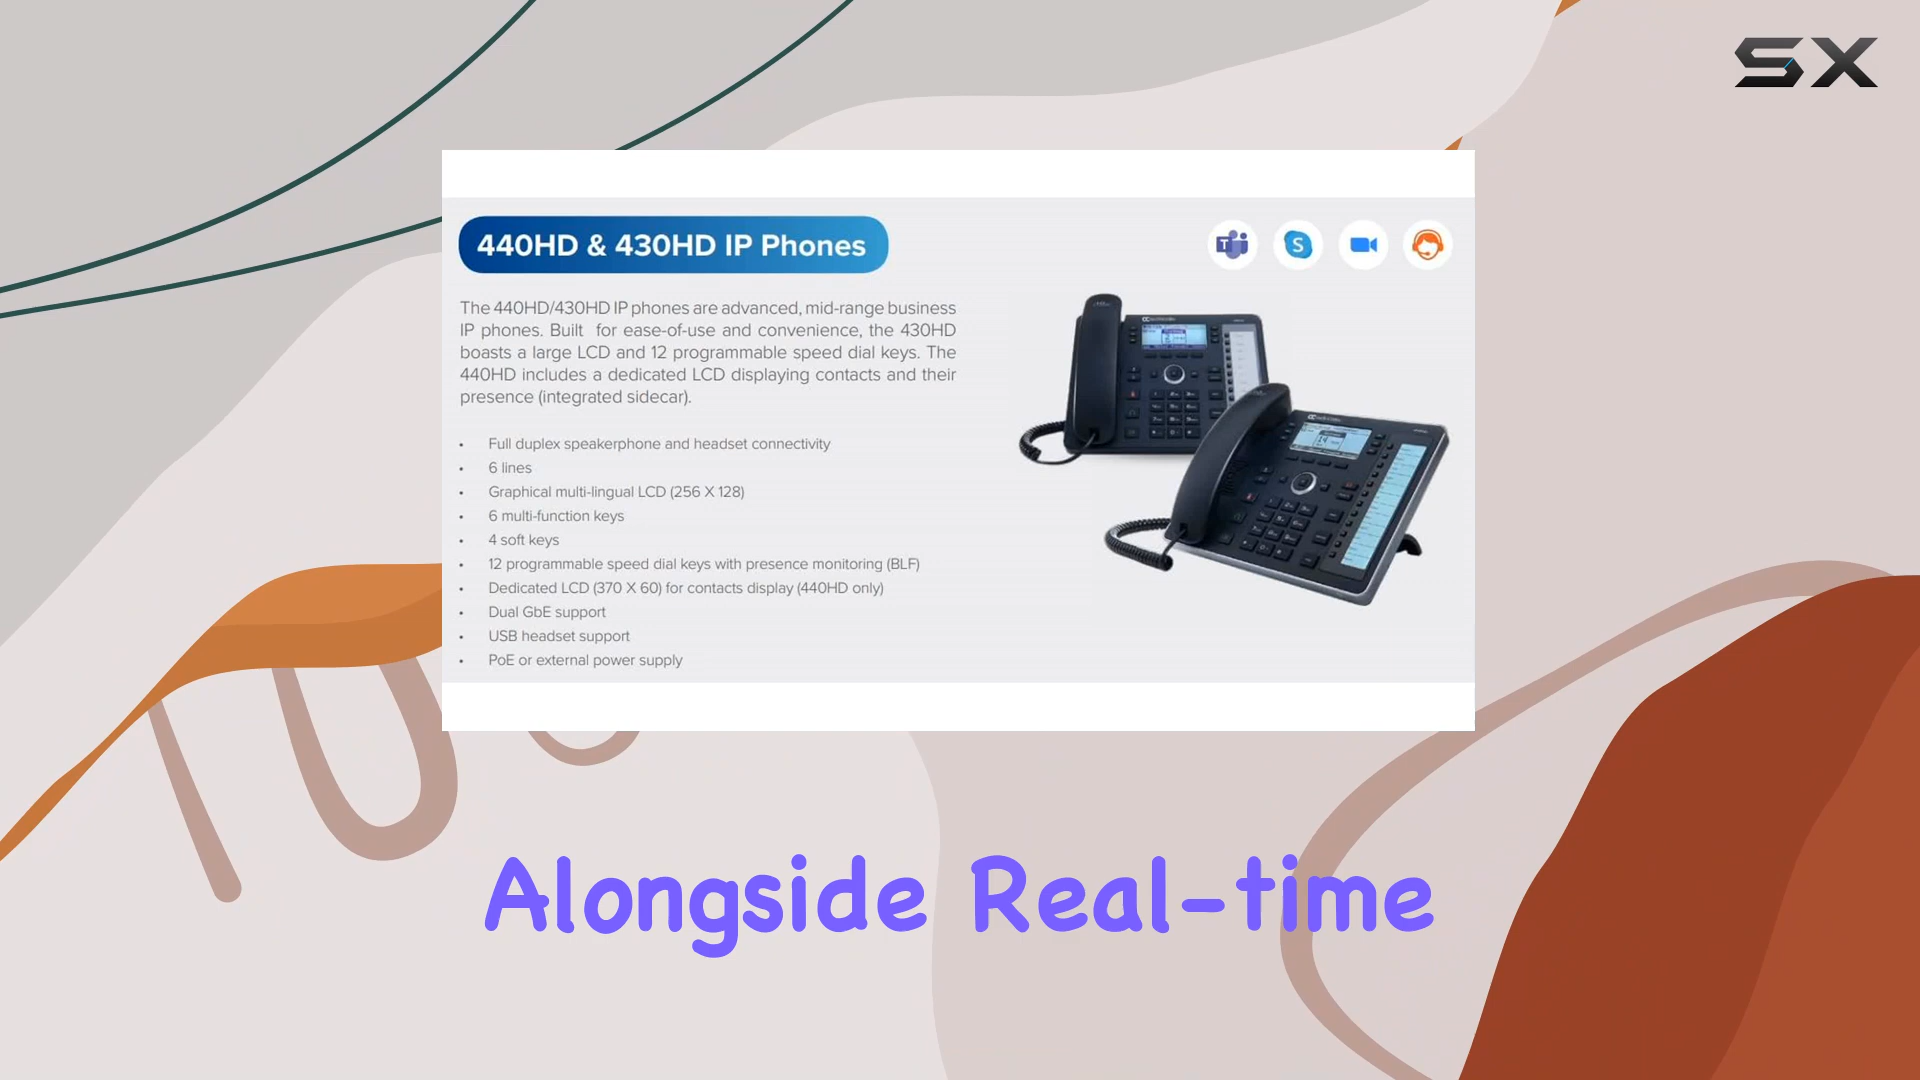 SX
440HD & 430HD IP Phones
The 440HD/430HD IP phones are advanced, mid-range business
IP phones. Built for ease-of-use and convenience, the 430HD
boasts a large LCD and 12 programmable speed dial keys. The
440HD includes a dedicated LCD displaying contacts and their
presence (integrated sidecar).
• Full duplex speakerphone and headset connectivity
• 6 lines
• Graphical multi-lingual LCD (256 X 128)
• 6 multi-function keys
• 4 soft keys
• 12 programmable speed dial keys with presence monitoring (BLF)
• Dedicated LCD (370 X 60) for contacts display (440HD only)
• Dual GbE support
• USB headset support
• PoE or external power supply
Alongside Real-time